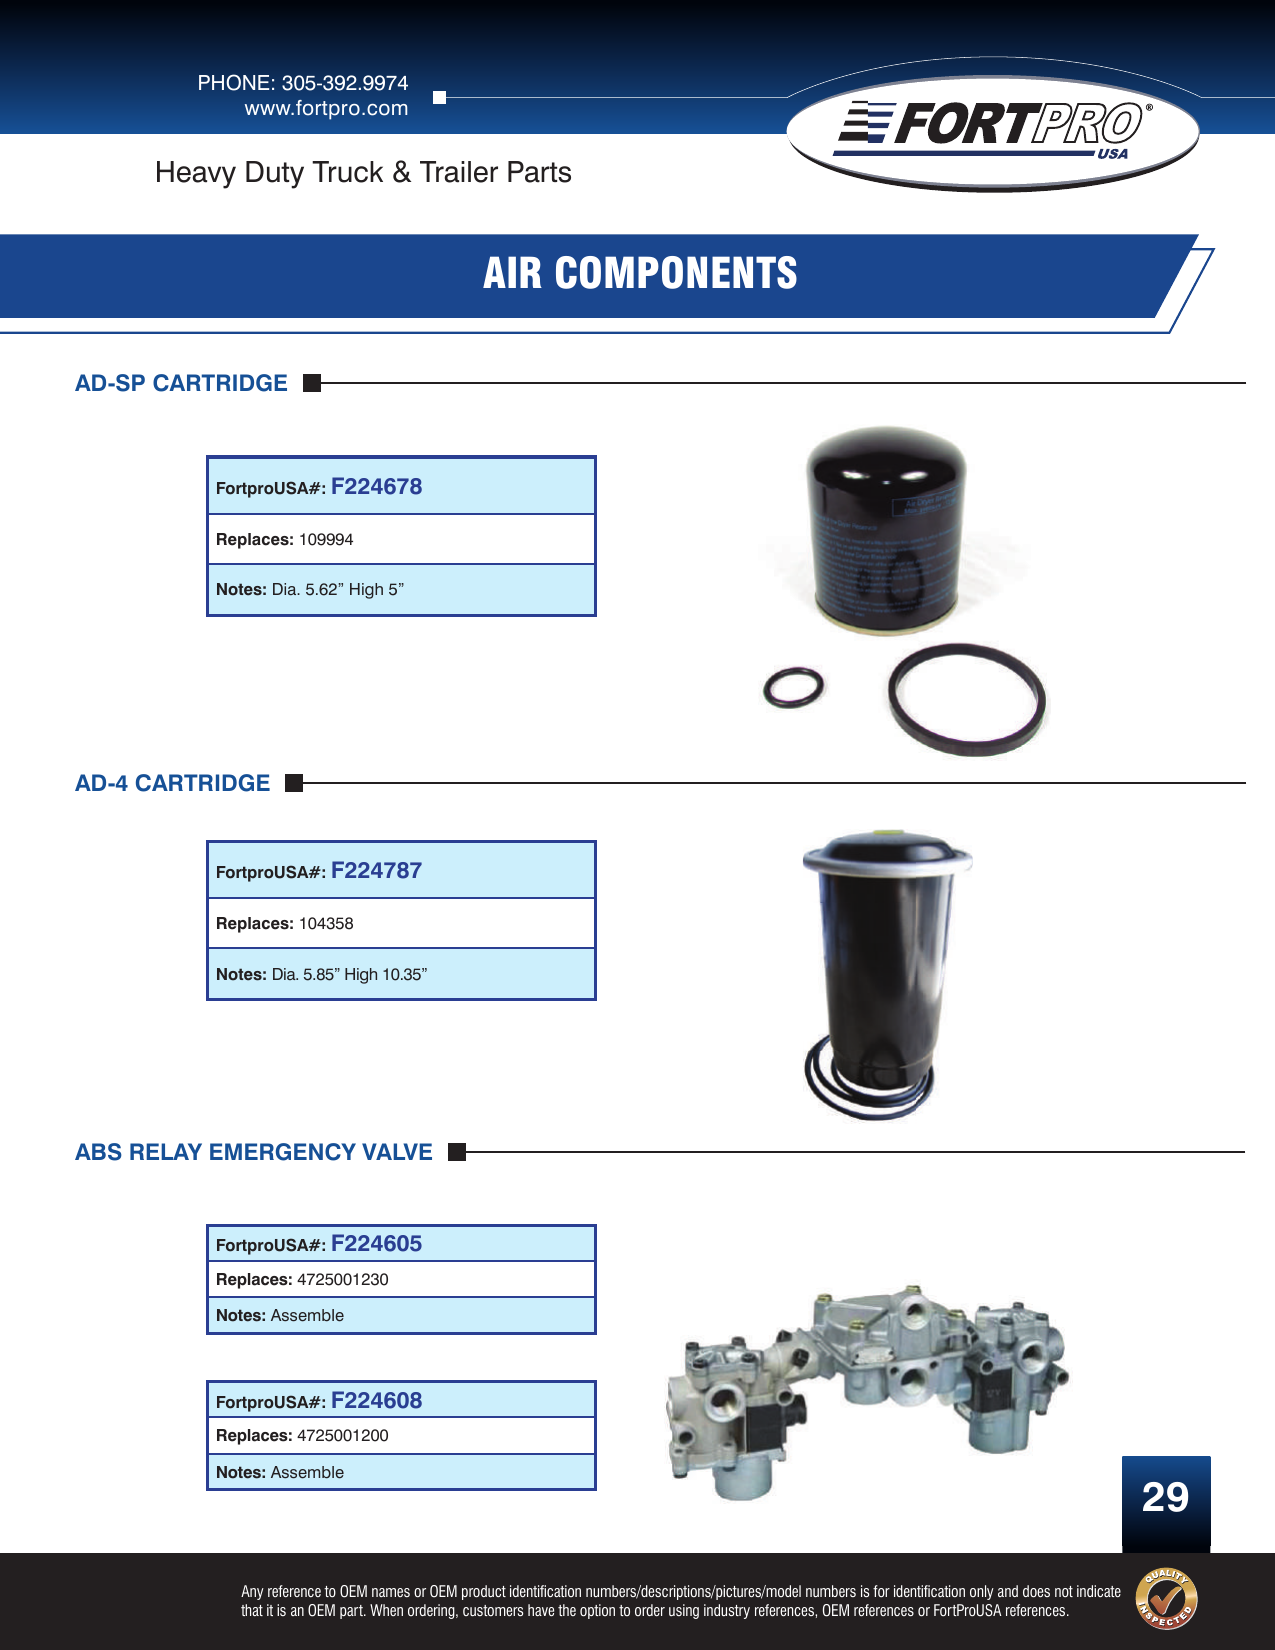 PHONE: 305-392.9974
www.fortpro.com
FORTPRO®
USA
Heavy Duty Truck & Trailer Parts
AIR COMPONENTS
AD-SP CARTRIDGE
FortproUSA#: F224678
Replaces: 109994
Notes: Dia. 5.62” High 5”
AD-4 CARTRIDGE
FortproUSA#: F224787
Replaces: 104358
Notes: Dia. 5.85” High 10.35”
ABS RELAY EMERGENCY VALVE
FortproUSA#: F224605
Replaces: 4725001230
Notes: Assemble
FortproUSA#: F224608
Replaces: 4725001200
Notes: Assemble
12V
29
Any reference to OEM names or OEM product identification numbers/descriptions/pictures/model numbers is for identification only and does not indicate
that it is an OEM part. When ordering, customers have the option to order using industry references, OEM references or FortProUSA references.
QUALITY
INSPECTED